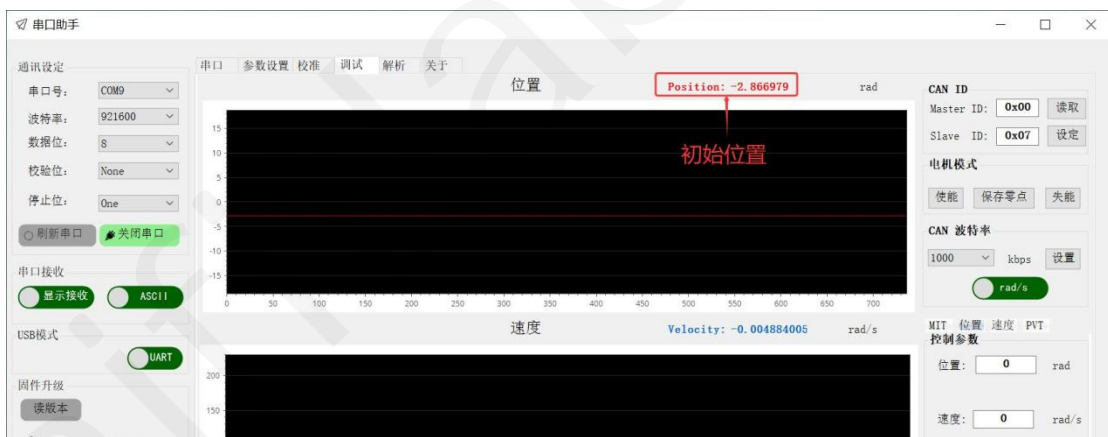 串口助手
通讯设定
串口号:
COM9
波特率:
921600
数据位:
8
校验位:
None
停止位:
One
刷新串口
关闭串口
串口接收
显示接收
ASCII
USB模式
UART
固件升级
读版本
串口 参数设置 校准 调试 解析 关于
位置
Position: -2.866979
rad
初始位置
15
10
5
0
-5
-10
-15
0 50 100 150 200 250 300 350 400 450 500 550 600 650 700
速度
Velocity: -0.004884005
rad/s
200
150
CAN ID
Master ID: 0x00 读取
Slave ID: 0x07 设定
电机模式
使能 保存零点 失能
CAN 波特率
1000 kbps 设置
rad/s
MIT 位置 速度 PVT
控制参数
位置: 0 rad
速度: 0 rad/s